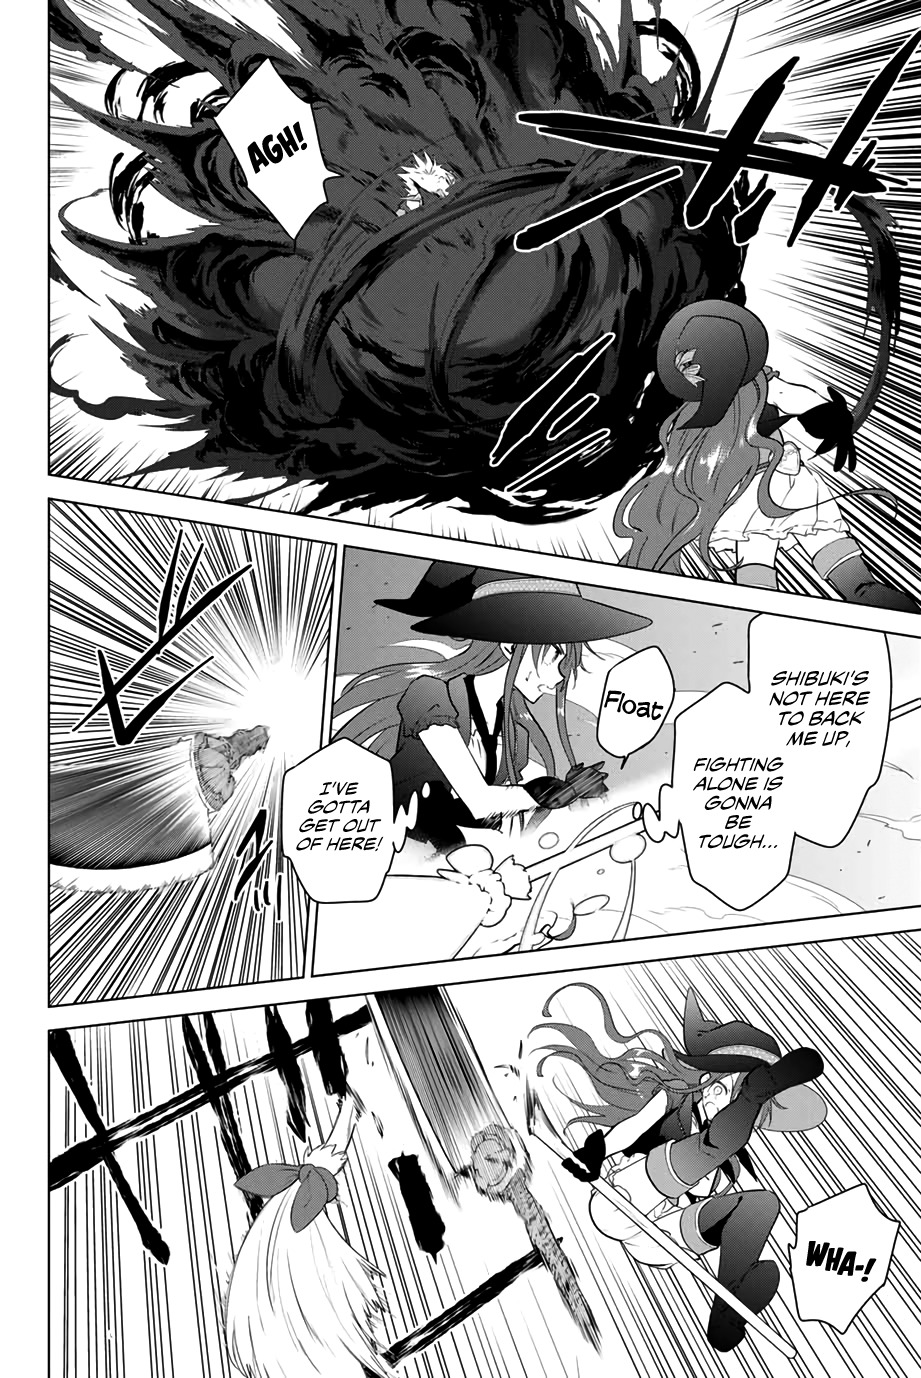 AGH!
SHIBUKI'S
NOT HERE
TO BACK
ME UP,
FIGHTING
ALONE IS
GONNA
BE
TOUGH...
Float
I'VE
GOTTA
GET OUT
OF HERE!
WHA-!